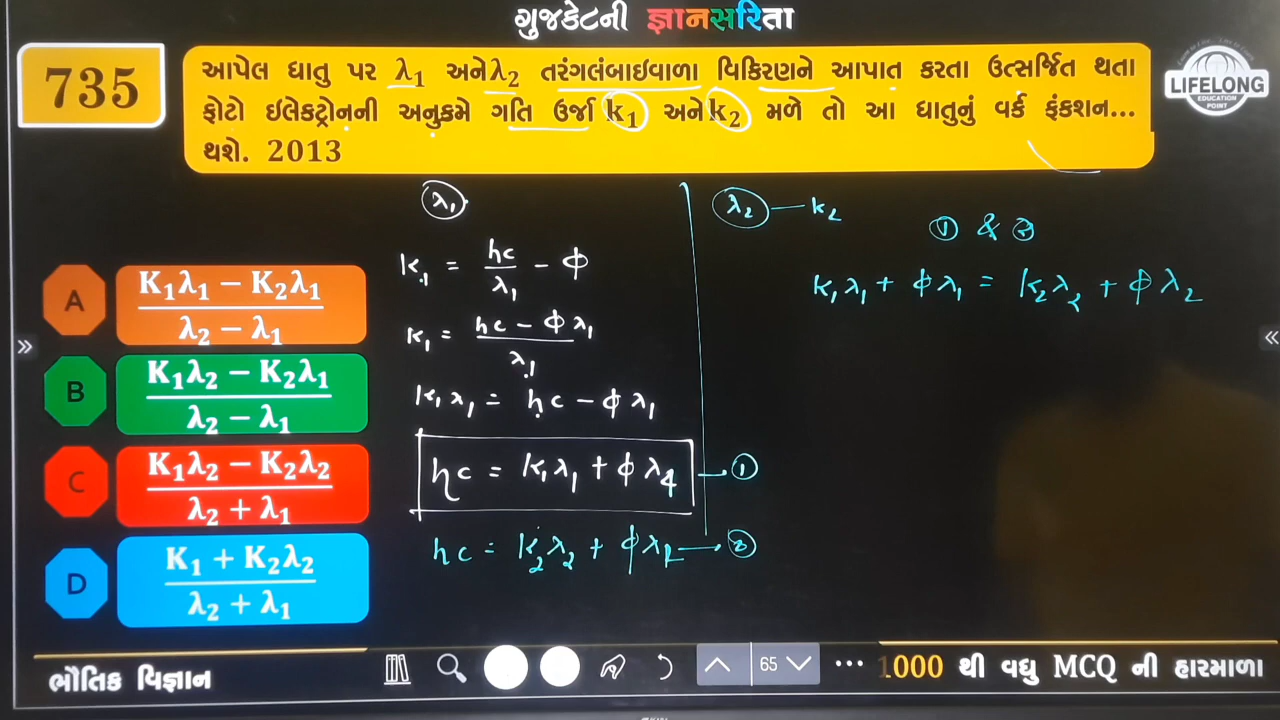 ગુજકેટની જ્ઞાનસરિતા
735
આપેલ ધાતુ પર λ₁ અને λ₂ તરંગલંબાઈવાળા વિકિરણને આપાત કરતા ઉત્સર્જિત થતા
ફોટો ઇલેક્ટ્રોનની અનુક્રમે ગતિ ઉર્જા k₁ અને k₂ મળે તો આ ધાતુનું વર્ક ફંકશન...
થશે. 2013
LIFELONG
EDUCATION
POINT
A
K₁λ₁ − K₂λ₁
λ₂ − λ₁
B
K₁λ₂ − K₂λ₁
λ₂ − λ₁
C
K₁λ₂ − K₂λ₂
λ₂ + λ₁
D
K₁ + K₂λ₂
λ₂ + λ₁
λ₁
K₁ = hc/λ₁ − ϕ
K₁ = (hc − ϕλ₁)/λ₁
K₁λ₁ = hc − ϕλ₁
hc = K₁λ₁ + ϕλ₁ — ①
hc = K₂λ₂ + ϕλ₂ → ②
λ₂ — k₂
① & ②
K₁λ₁ + ϕλ₁ = K₂λ₂ + ϕλ₂
ભૌતિક વિજ્ઞાન
65
1000 થી વધુ MCQ ની હારમાળા